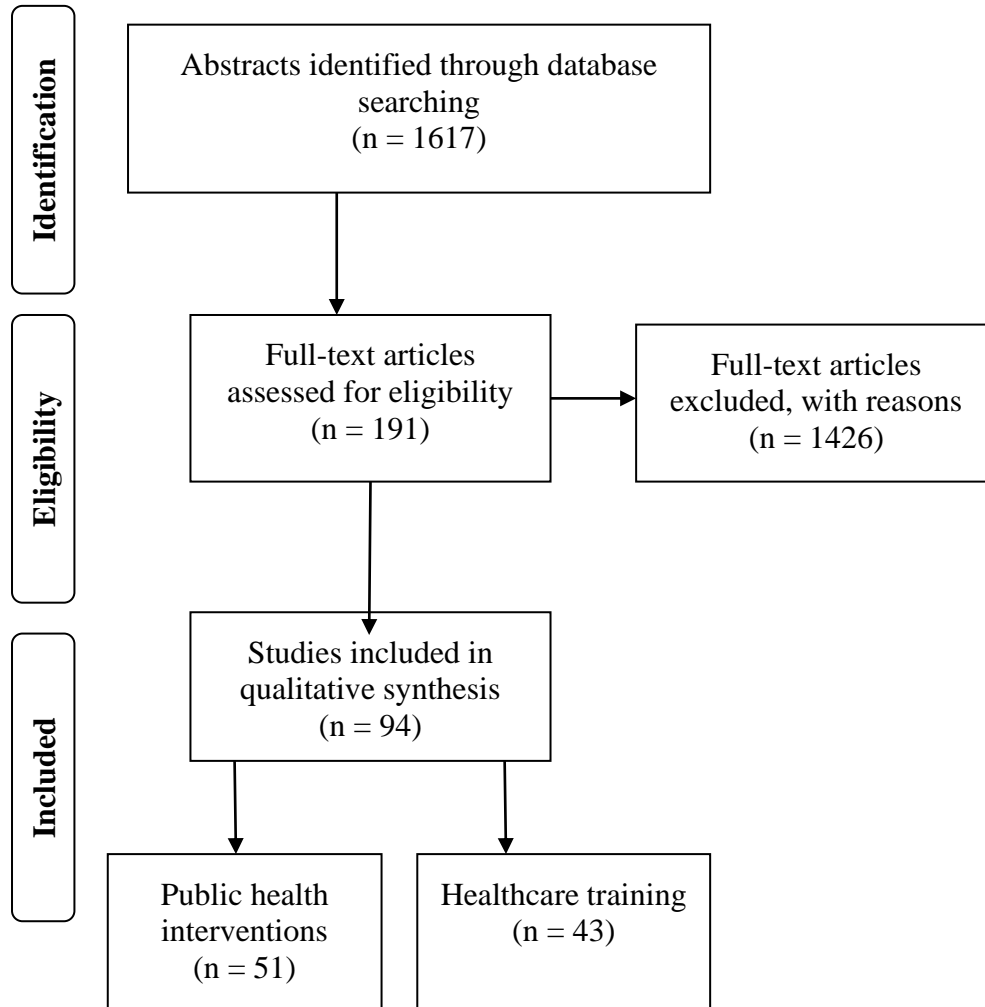 Identification
Abstracts identified through database
searching
(n = 1617)
Eligibility
Full-text articles
assessed for eligibility
(n = 191)
Full-text articles
excluded, with reasons
(n = 1426)
Included
Studies included in
qualitative synthesis
(n = 94)
Public health
interventions
(n = 51)
Healthcare training
(n = 43)